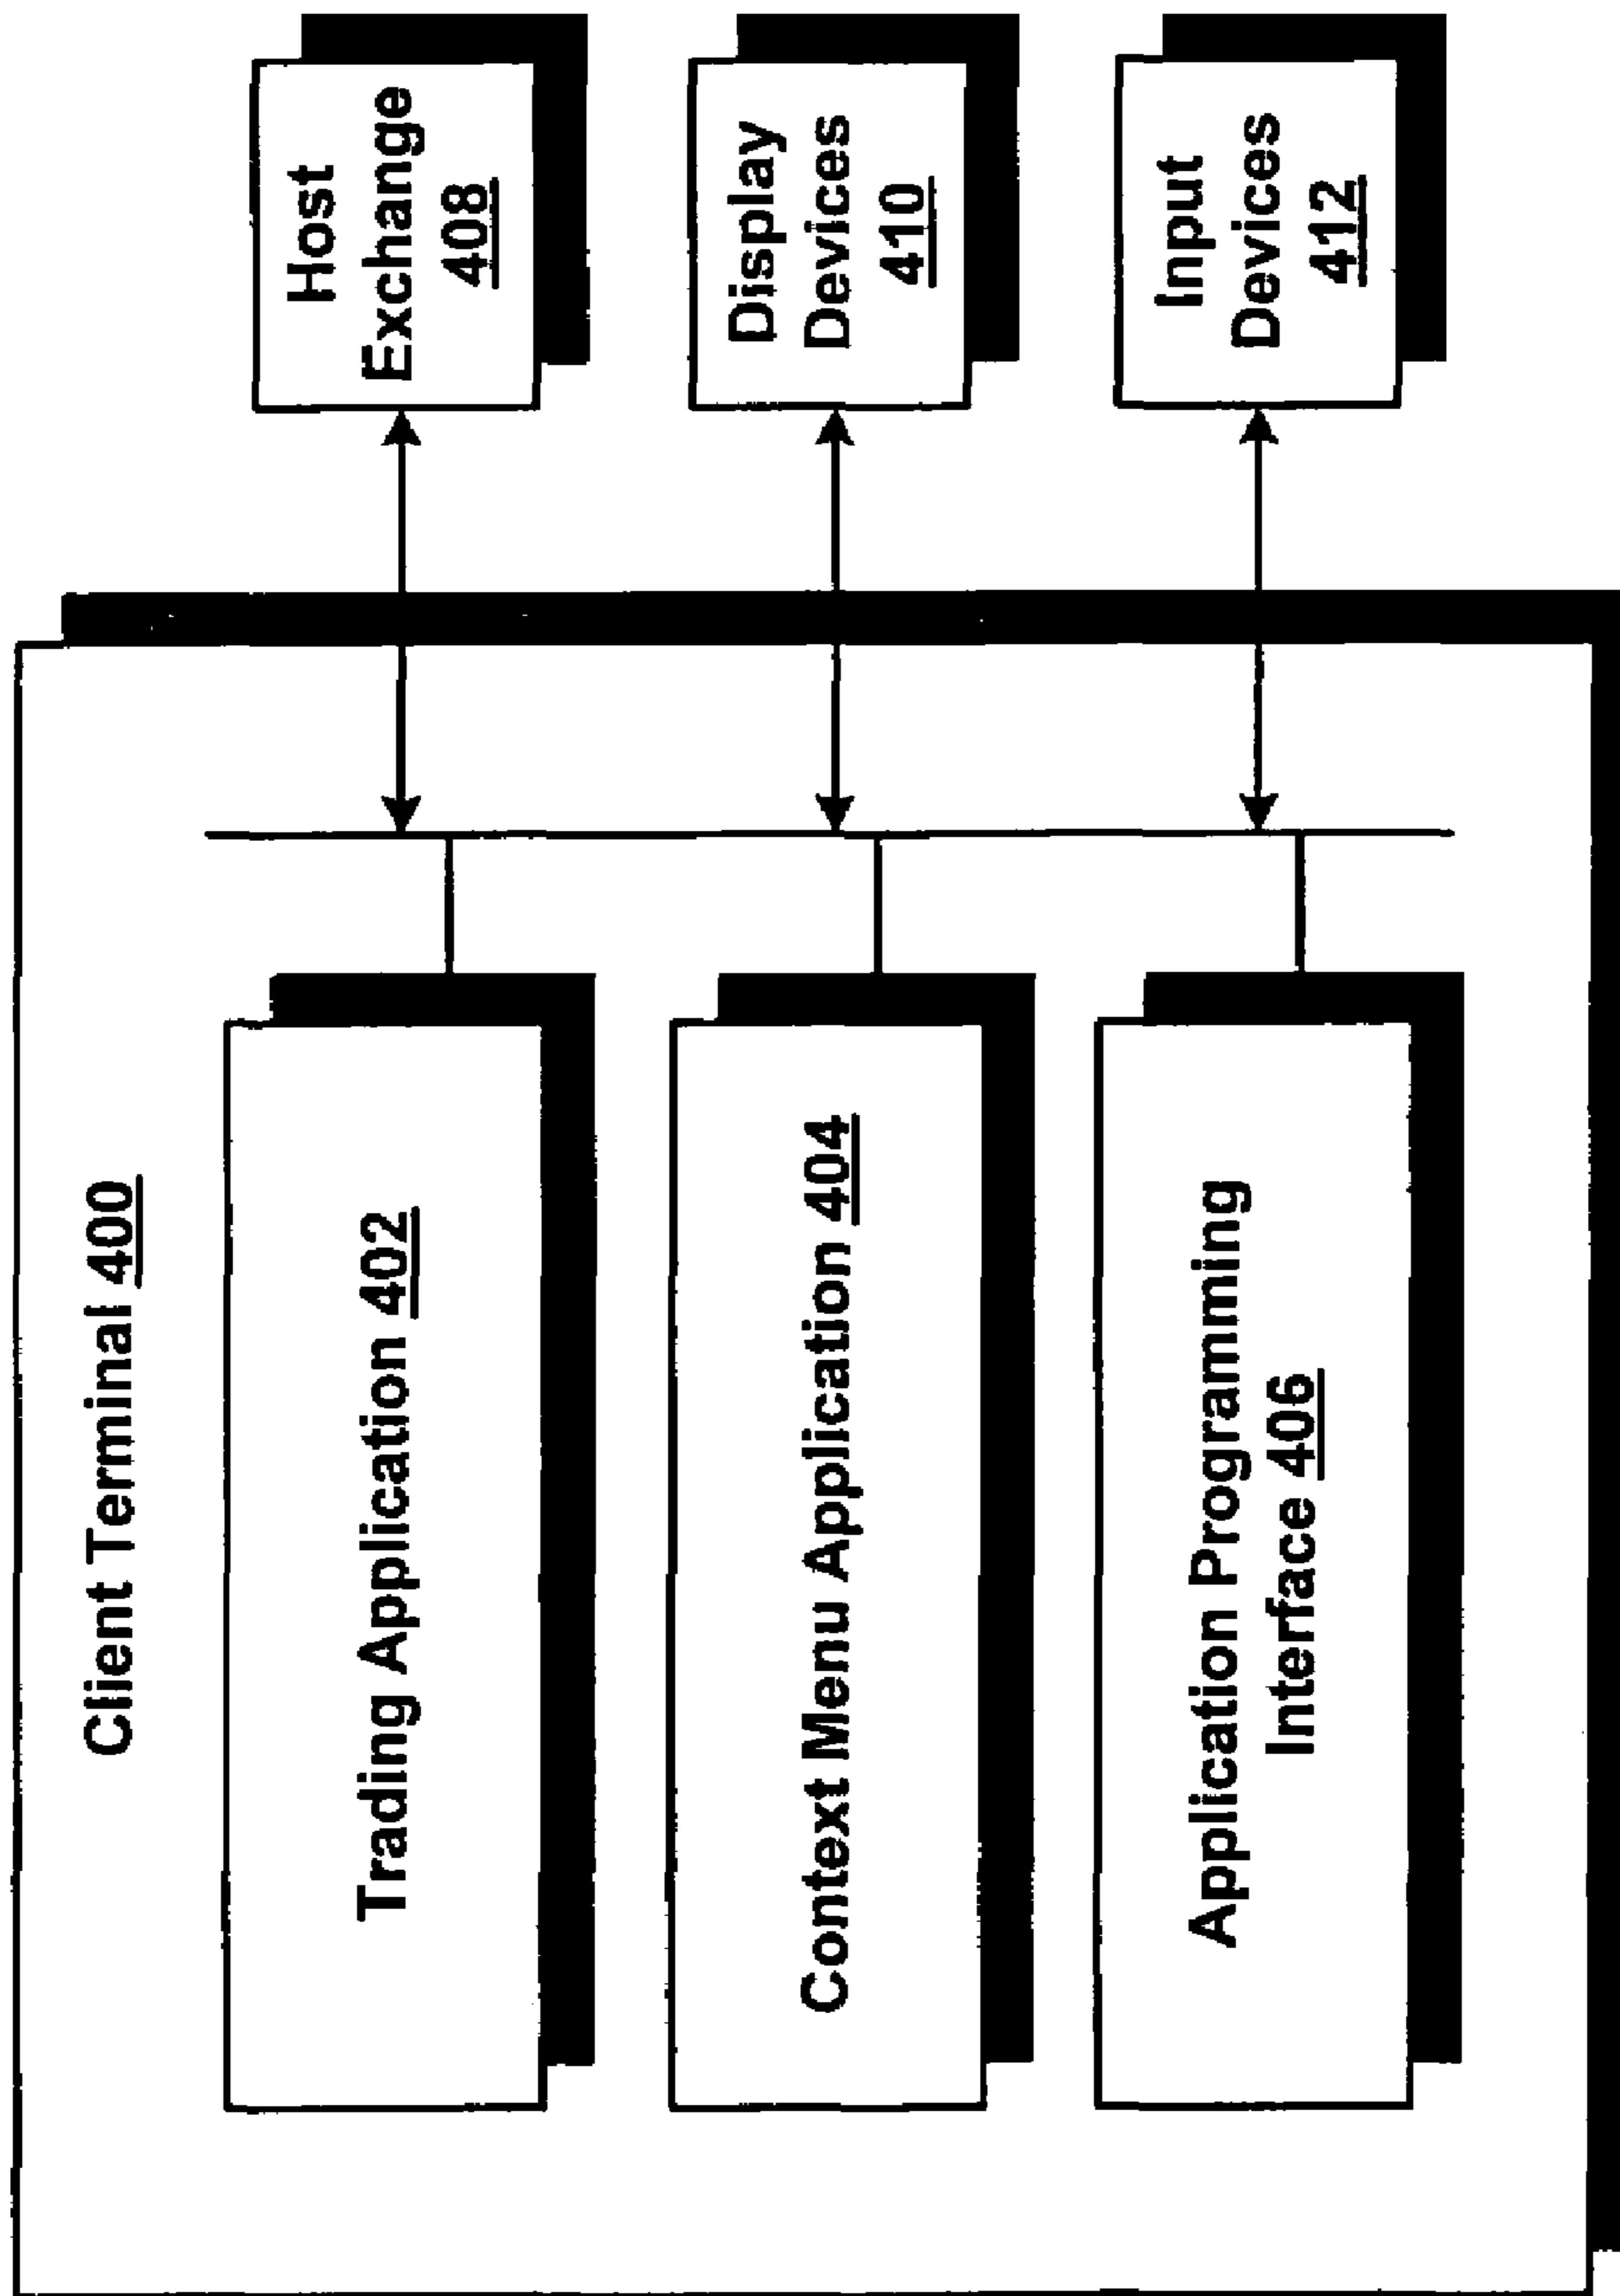 Client Terminal 400
Trading Application 402
Context Menu Application 404
Application Programming
Interface 406
Host
Exchange
408
Display
Devices
410
Input
Devices
412